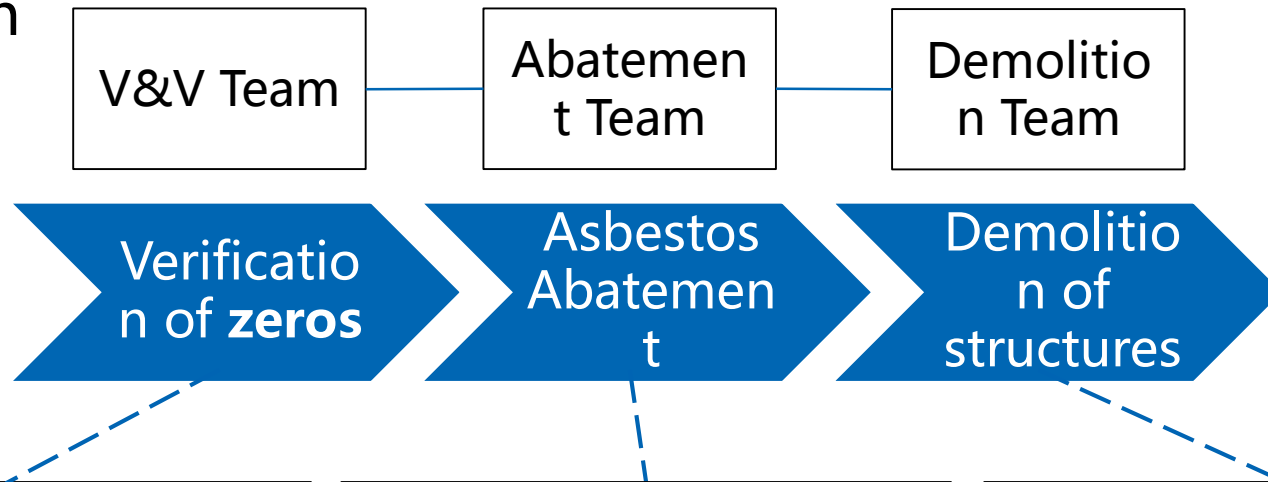 n
V&V Team
Abatemen
t Team
Demolitio
n Team
Verificatio
n of zeros
Asbestos
Abatemen
t
Demolitio
n of
structures